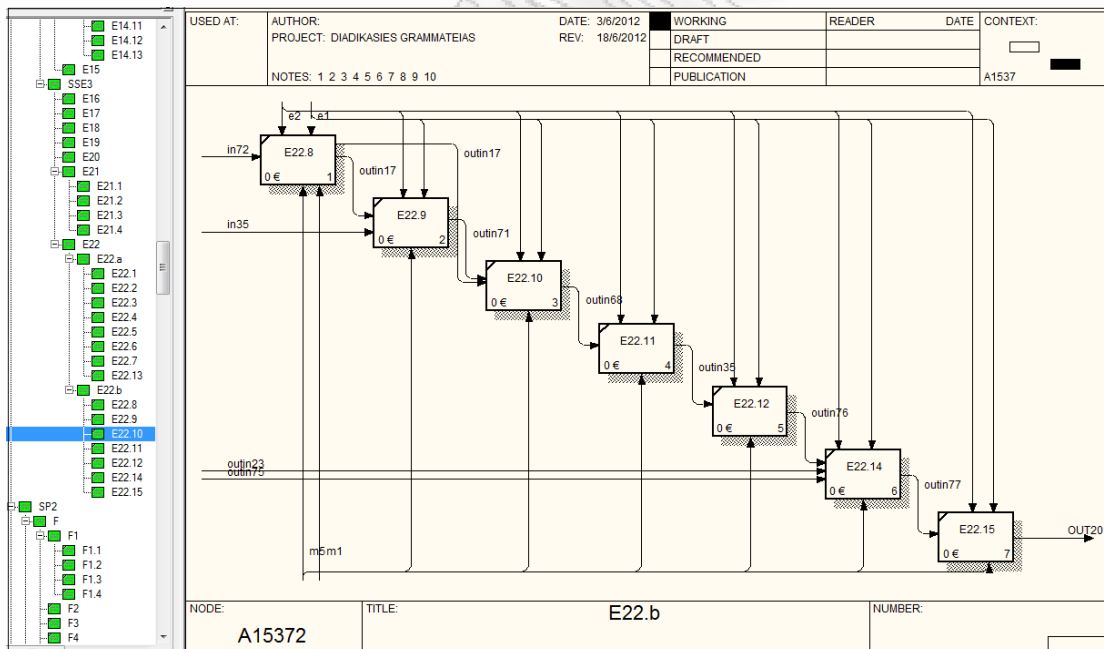 E14.11
E14.12
E14.13
E15
SSE3
E16
E17
E18
E19
E20
E21
E21.1
E21.2
E21.3
E21.4
E22
E22.a
E22.1
E22.2
E22.3
E22.4
E22.5
E22.6
E22.7
E22.13
E22.b
E22.8
E22.9
E22.10
E22.11
E22.12
E22.14
E22.15
SP2
F
F1
F1.1
F1.2
F1.3
F1.4
F2
F3
F4
USED AT:
AUTHOR:
PROJECT: DIADIKASIES GRAMMATEIAS
NOTES: 1 2 3 4 5 6 7 8 9 10
DATE: 3/6/2012
REV: 18/6/2012
WORKING
DRAFT
RECOMMENDED
PUBLICATION
READER DATE
CONTEXT:
A1537
e2 e1
in72
E22.8
0 € 1
outin17
outin17
in35
E22.9
0 € 2
outin71
E22.10
0 € 3
outin68
E22.11
0 € 4
outin35
E22.12
0 € 5
outin76
outin23
outin75
E22.14
0 € 6
outin77
E22.15
0 € 7
OUT20
m5 m1
NODE:
A15372
TITLE:
E22.b
NUMBER: